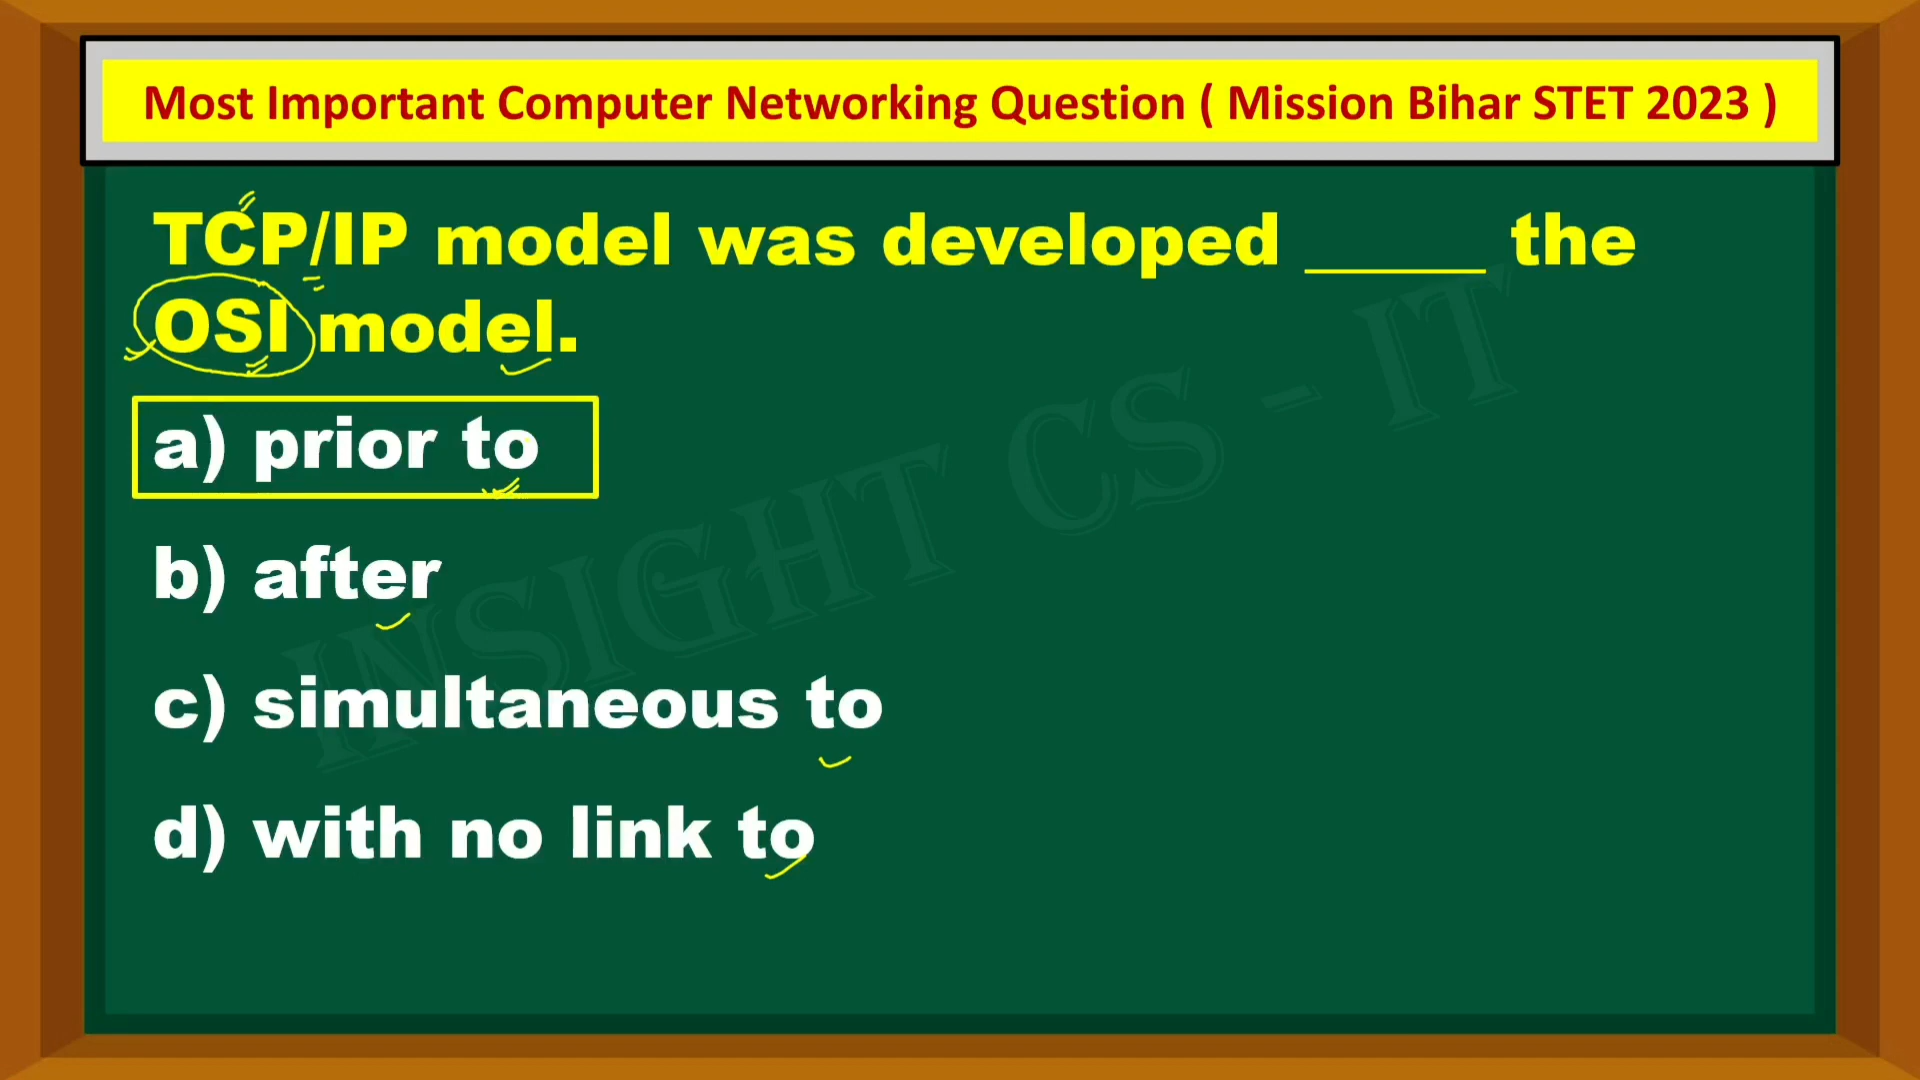 Most Important Computer Networking Question ( Mission Bihar STET 2023 )
TCP/IP model was developed ______ the
OSI model.
a) prior to
b) after
c) simultaneous to
d) with no link to
INSIGHT CS - IT